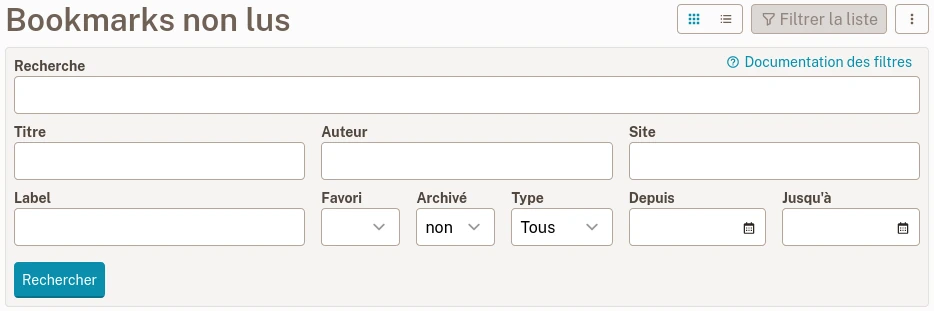 Bookmarks non lus
Filtrer la liste
Recherche
Documentation des filtres
Titre
Auteur
Site
Label
Favori
Archivé
Type
Depuis
Jusqu'à
non
Tous
Rechercher